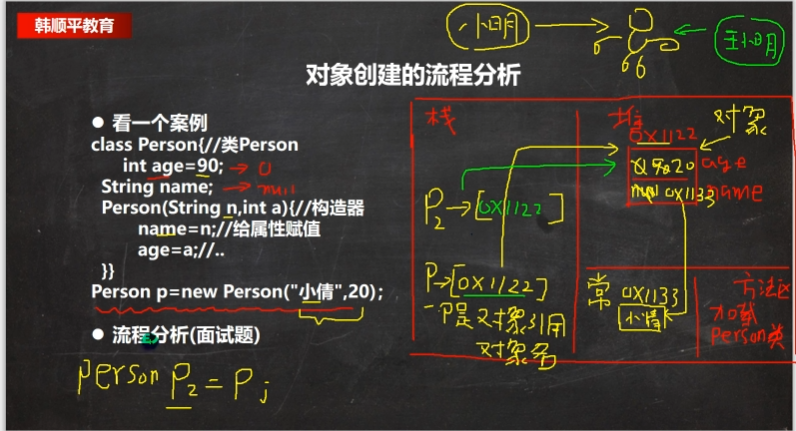 韩顺平教育
小明
王小明
对象创建的流程分析
● 看一个案例
class Person{//类Person
int age=90; → 0
String name; → null
Person(String n,int a){//构造器
name=n;//给属性赋值
age=a;//..
}}
Person p=new Person("小倩",20);
● 流程分析(面试题)
Person P2 = P;
栈
P2→[0X1122]
P→[0X1122]
P是对象引用
对象名
堆
对象
0X1122
20 age
null 0X1133 name
常 0X1133
小倩
方法区
加载
Person类